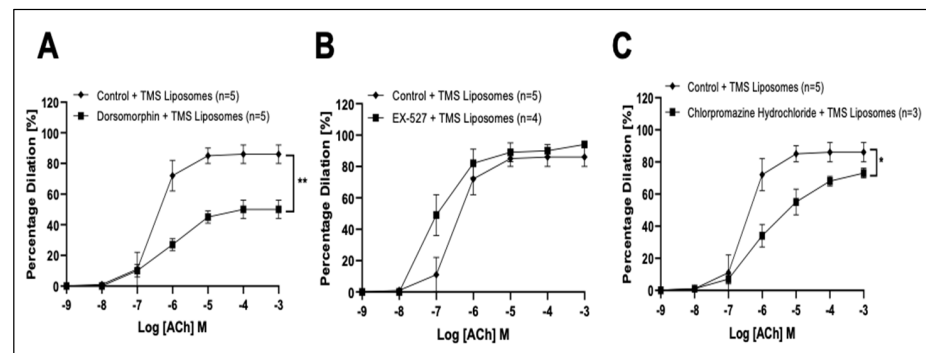 A
Control + TMS Liposomes (n=5)
Dorsomorphin + TMS Liposomes (n=5)
Percentage Dilation [%]
120
100
80
60
40
20
0
**
-9 -8 -7 -6 -5 -4 -3
Log [ACh] M
B
Control + TMS Liposomes (n=5)
EX-527 + TMS Liposomes (n=4)
Percentage Dilation [%]
120
100
80
60
40
20
0
-9 -8 -7 -6 -5 -4 -3
Log [ACh] M
C
Control + TMS Liposomes (n=5)
Chlorpromazine Hydrochloride + TMS Liposomes (n=3)
Percentage Dilation [%]
120
100
80
60
40
20
0
*
-9 -8 -7 -6 -5 -4 -3
Log [ACh] M